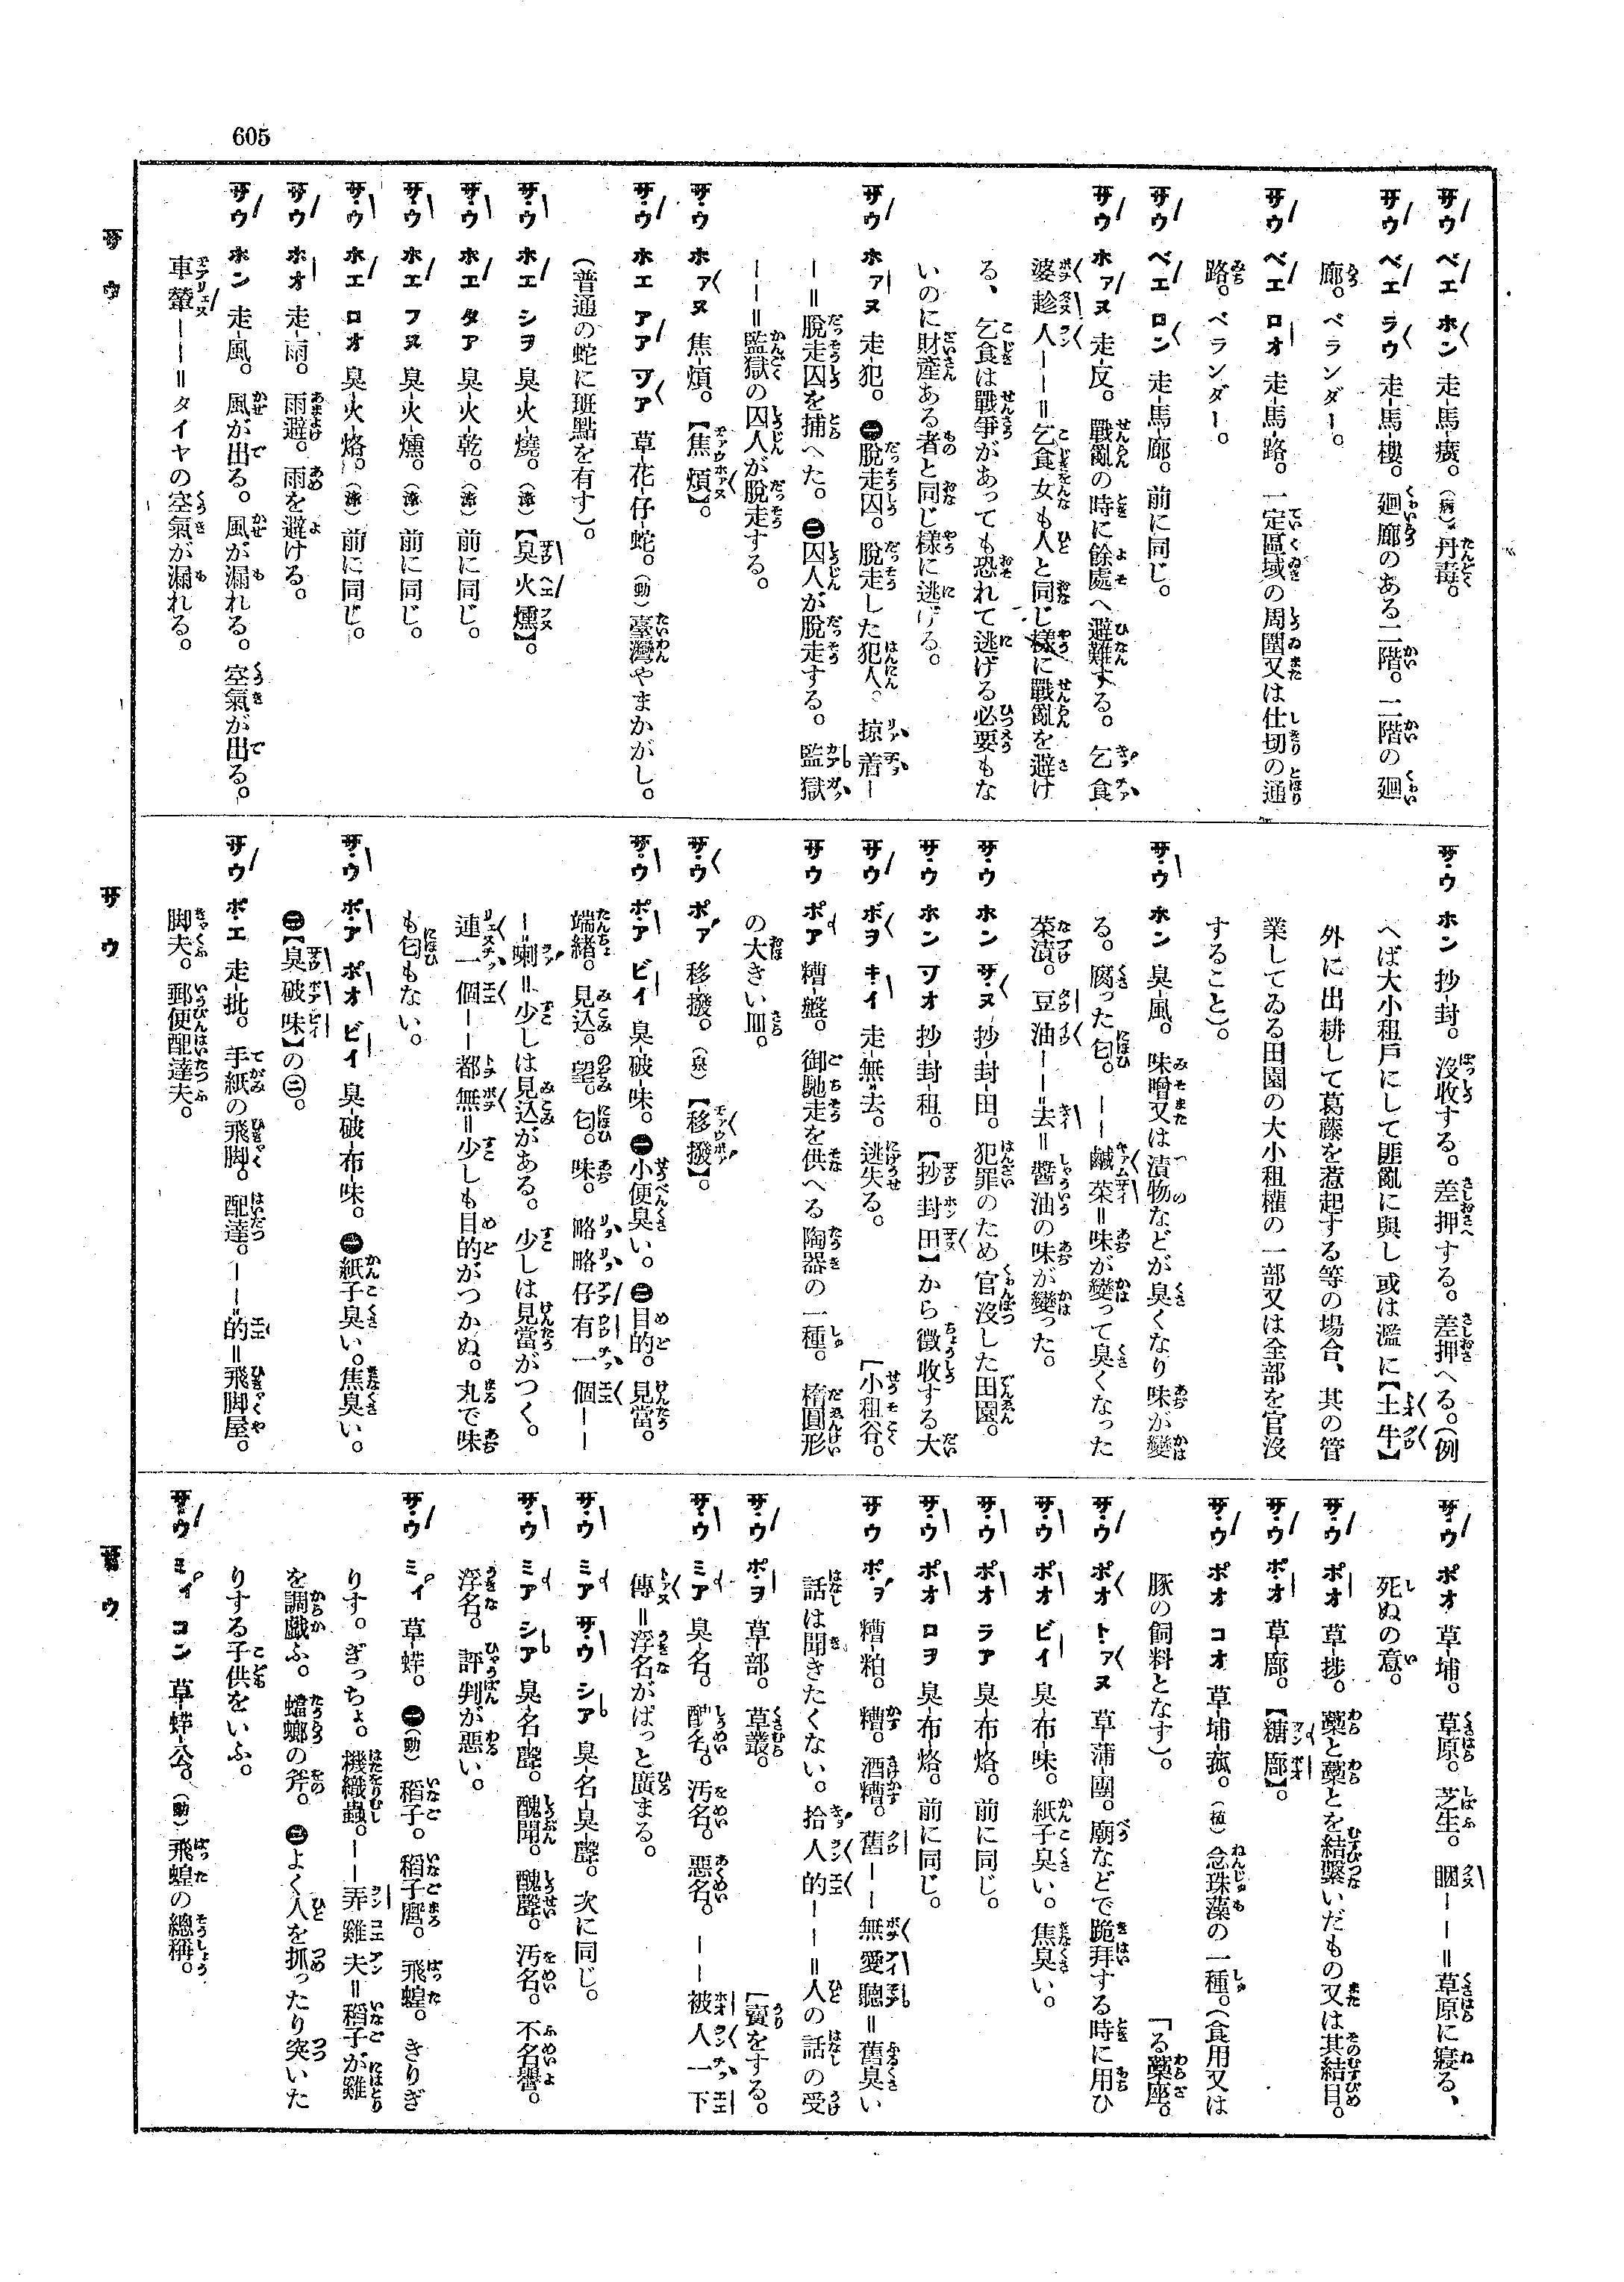 605
サウ ベエ ホン 走-馬-癀。(病)丹毒。
サウ ベエ ラウ 走-馬-樓。廻廊のある二階。二階の廻
廊。ベランダー。
サウ ベエ ロオ 走-馬-路。一定區域の周圍又は仕切の通
路。ベランダー。
サウ ベエ ロン 走-馬-廊。前に同じ。
サウ ホァヌ 走-反。戰亂の時に餘處へ避難する。乞食
婆趁人——=乞食女も人と同じ樣に戰亂を避け
る、乞食は戰爭があっても恐れて逃げる必要もな
いのに財產ある者と同じ樣に逃げる。
サウ ホァヌ 走-犯。㊀脫走囚。脫走した犯人。掠着—
—=脫走囚を捕へた。㊁囚人が脫走する。監獄
——=監獄の囚人が脫走する。
サウ ホァヌ 焦-煩。【焦煩】。
サウ ホエ アア ツァ 草-花-仔-蛇。(動)臺灣やまかがし。
(普通の蛇に斑點を有す)。
サウ ホエ シヲ 臭-火-燒。(漳)【臭火燻】。
サウ ホエ タア 臭-火-乾。(漳)前に同じ。
サウ ホエ フヌ 臭-火-燻。(漳)前に同じ。
サウ ホエ ロオ 臭-火-烙。(漳)前に同じ。
サウ ホオ 走-雨。雨避。雨を避ける。
サウ ホン 走-風。風が出る。風が漏れる。空氣が出る。
車輦——=タイヤの空氣が漏れる。
サウ ホン 抄-封。沒收する。差押する。差押へる。(例
へば大小租戶にして匪亂に與し或は濫に【土牛】
外に出耕して葛藤を惹起する等の場合、其の管
業してゐる田園の大小租權の一部又は全部を官沒
すること)。
サウ ホン 臭-風。味噌又は漬物などが臭くなり味が變
る。腐った匂。——鹹菜=味が變って臭くなった
菜漬。豆油——去=醬油の味が變った。
サウ ホン サヌ 抄-封-田。犯罪のため官沒した田園。
サウ ホン ツオ 抄-封-租。【抄封田】から徵收する大
[小租谷。
サウ ボヲ キイ 走-無-去。逃失る。
サウ ポア 糟-盤。御馳走を供へる陶器の一種。楕圓形
の大きい皿。
サウ ポァ 移-撥。(泉)【移撥】。
サウ ポア ビイ 臭-破-味。㊀小便臭い。㊁目的。見當。
端緖。見込。望。匂。味。略略仔有一個——
—喇=少しは見込がある。少しは見當がつく。
連一個——都無=少しも目的がつかぬ。丸で味
も匂もない。
サウ ポア ポオ ビイ 臭-破-布-味。㊀紙子臭い。焦臭い。
㊁【臭破味】の㊁。
サウ ポエ 走-批。手紙の飛脚。配達。——的=飛脚屋。
脚夫。郵便配達夫。
サウ ポオ 草-埔。草原。芝生。睏——=草原に寢る、
死ぬの意。
サウ ポオ 草-捗。藁と藁とを結繫いだもの又は其結目。
サウ ポオ 草-廍。【糖廍】。
サウ ポオ コオ 草-埔-菰。(植)念珠藻の一種。(食用又は
豚の飼料となす)。
サウ ポオ トァヌ 草-蒲-團。廟などで跪拜する時に用ひ
[る藁座。
サウ ポオ ビイ 臭-布-味。紙子臭い。焦臭い。
サウ ポオ ラア 臭-布-烙。前に同じ。
サウ ポオ ロヲ 臭-布-烙。前に同じ。
サウ ポヲ 糟-粕。糟。酒糟。舊——無愛聽=舊臭い
話は聞きたくない。拾人的——=人の話の受
[賣をする。
サウ ポヲ 草-部。草叢。
サウ ミア 臭-名。醜名。汚名。惡名。——被人一下
傳=浮名がぱっと廣まる。
サウ ミア サウ シア 臭-名-臭-聲。次に同じ。
サウ ミア シア 臭-名-聲。醜聞。醜聲。汚名。不名譽。
浮名。評判が惡い。
サウ ミイ 草-蜢。㊀(動)稻子。稻子麿。飛蝗。きりぎ
りす。ぎっちょ。機織蟲。——弄雞夫=稻子が雞
を調戲ふ。蟷螂の斧。㊁よく人を抓ったり突いた
りする子供をいふ。
サウ ミイ コン 草-蜢-公。(動)飛蝗の總稱。
サウ
サウ
サウ